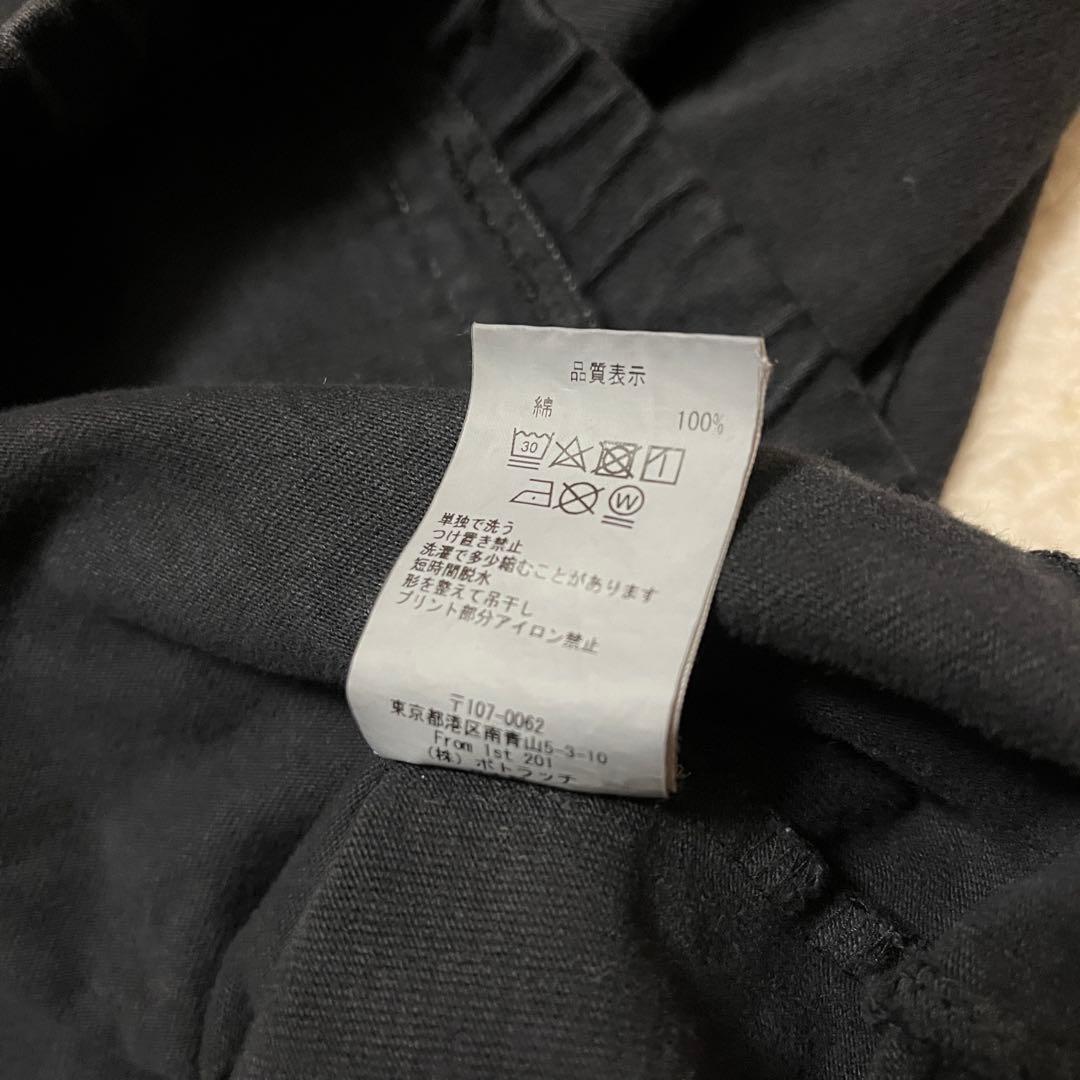 品質表示
綿 100%
30
W
単独で洗う
つけ置き禁止
洗濯で多少縮むことがあります
短時間脱水
形を整えて吊干し
プリント部分アイロン禁止
〒107-0062
東京都港区南青山5-3-10
From 1st 201
(株) ポトラッチ